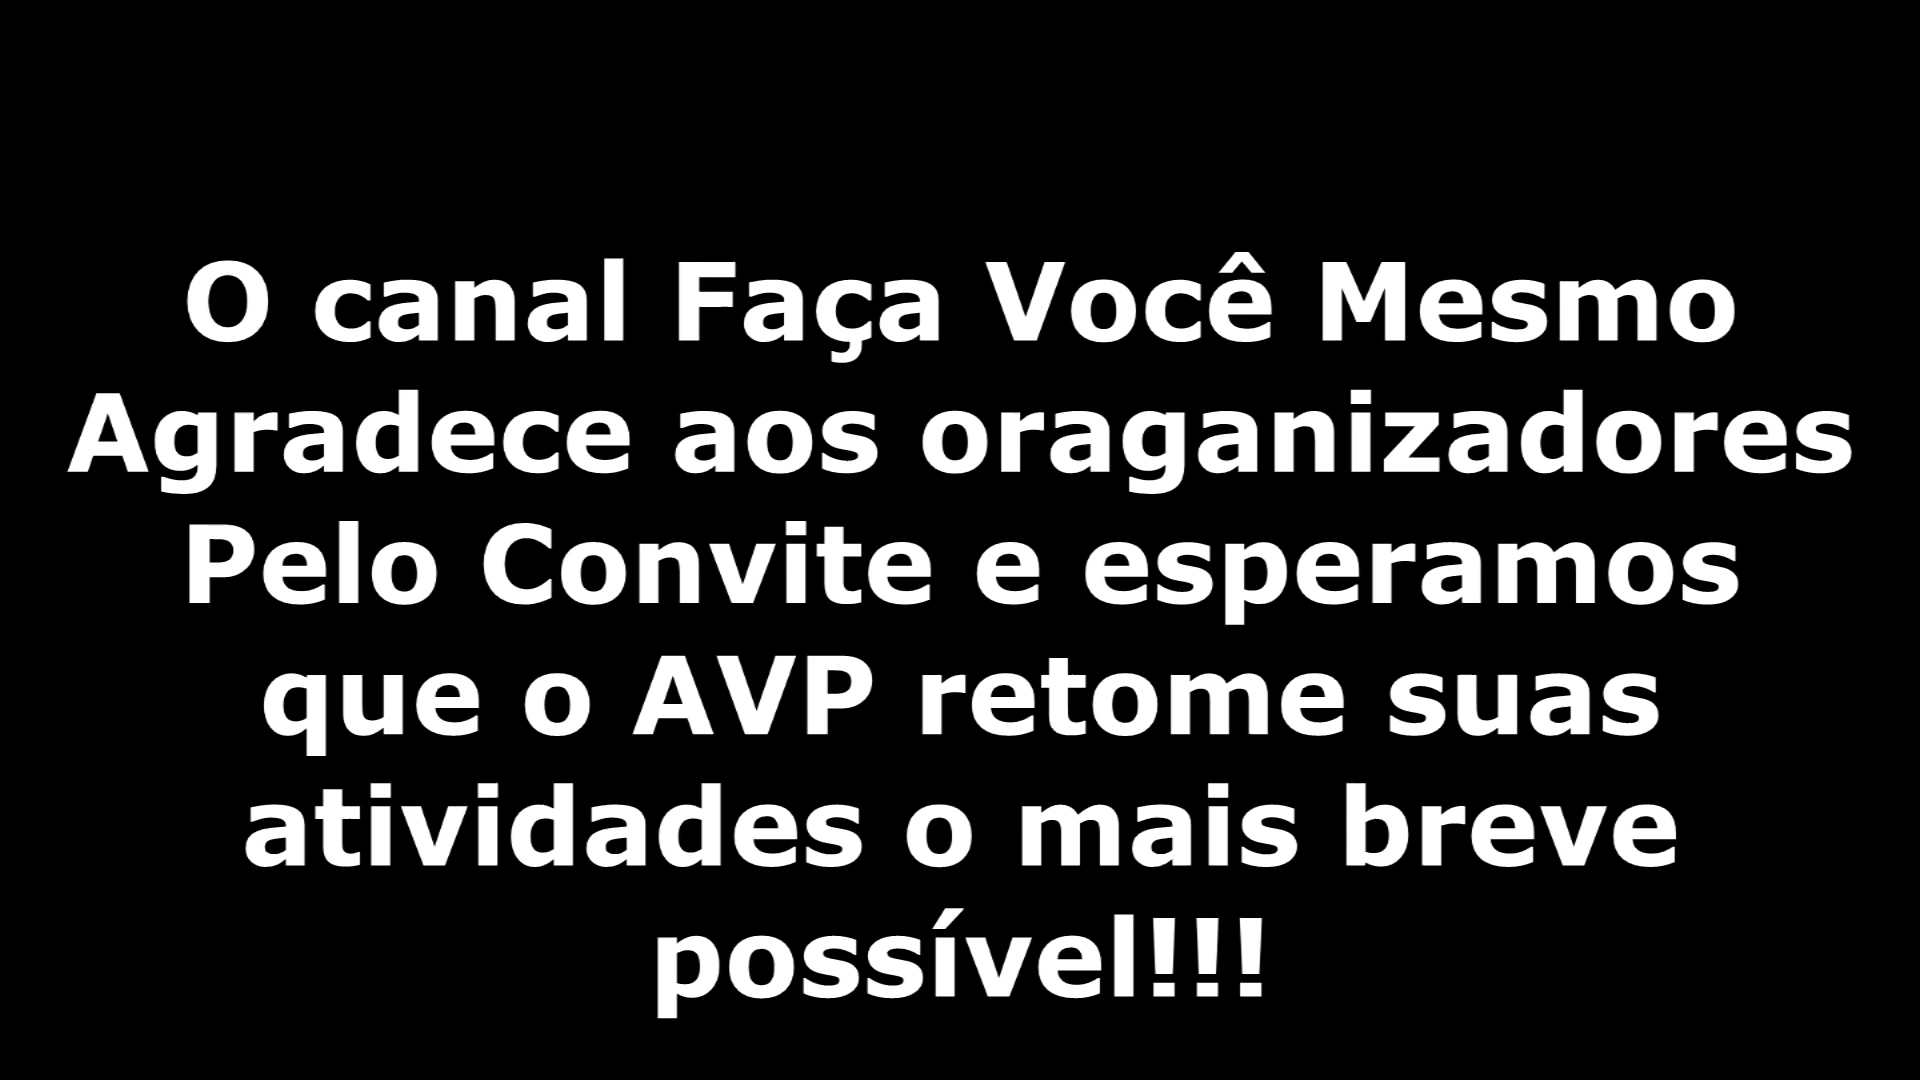 O canal Faça Você Mesmo
Agradece aos oraganizadores
Pelo Convite e esperamos
que o AVP retome suas
atividades o mais breve
possível!!!